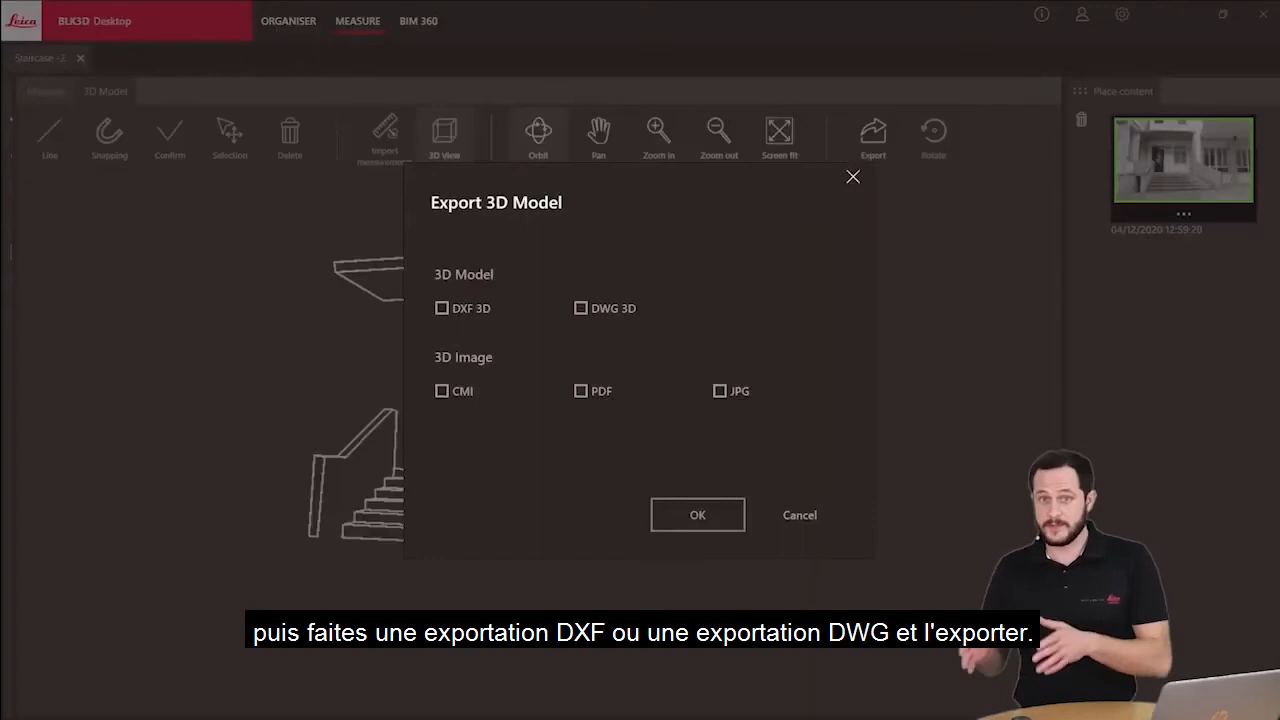 Leica
BLK3D Desktop
ORGANISER
MEASURE
BIM 360
Staircase -2
3D Model
Place content
Line
Snapping
Confirm
Selection
Delete
Import
measurement
3D View
Orbit
Pan
Zoom in
Zoom out
Screen fit
Export
Rotate
Export 3D Model
04/12/2020 12:59:20
3D Model
DXF 3D
DWG 3D
3D Image
CMI
PDF
JPG
OK
Cancel
Leica
puis faites une exportation DXF ou une exportation DWG et l'exporter.